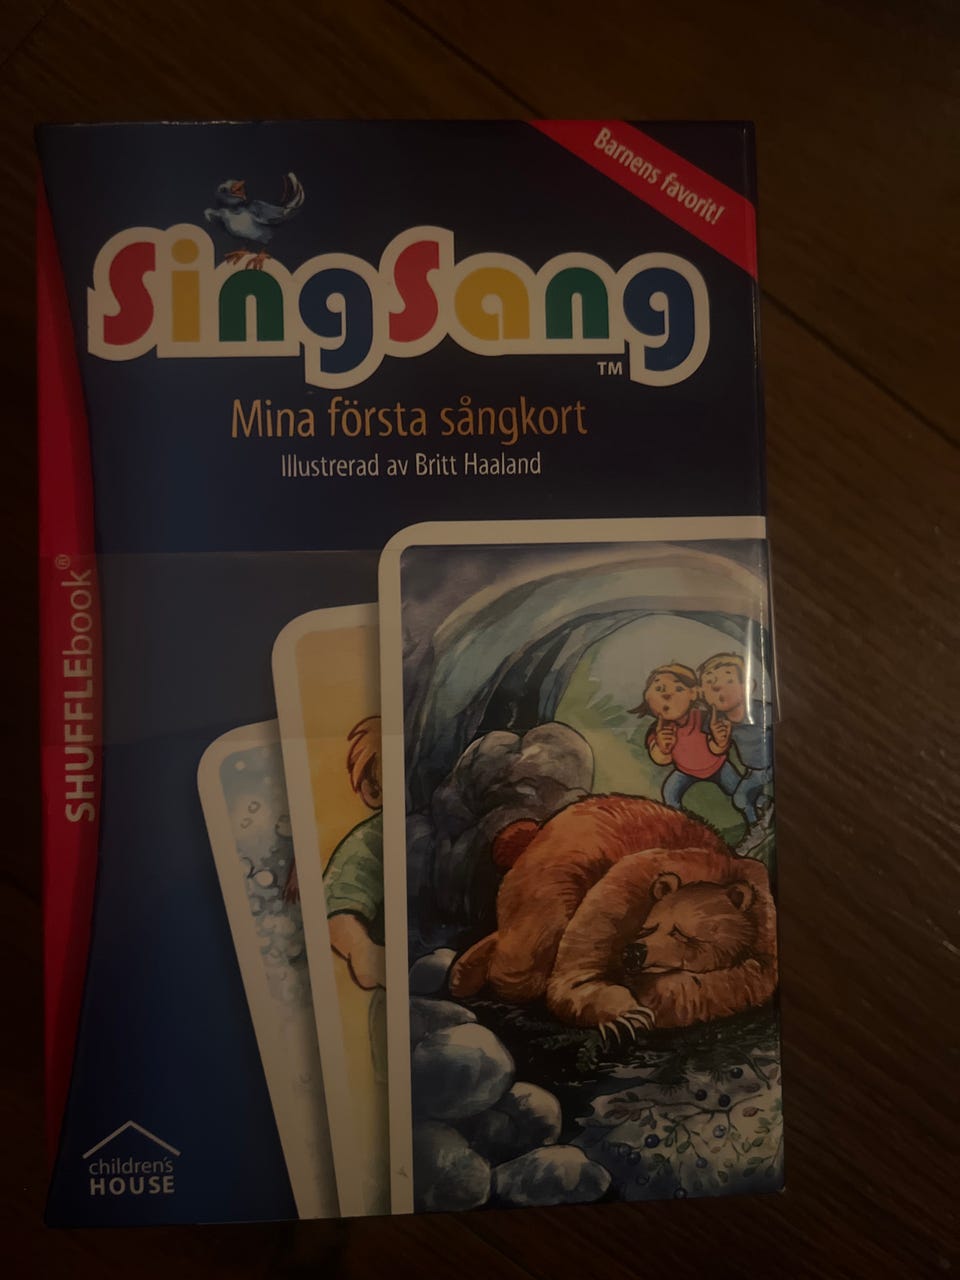 Barnens favorit!
SingSang
TM
Mina första sångkort
Illustrerad av Britt Haaland
SHUFFLEbook®
children's
HOUSE